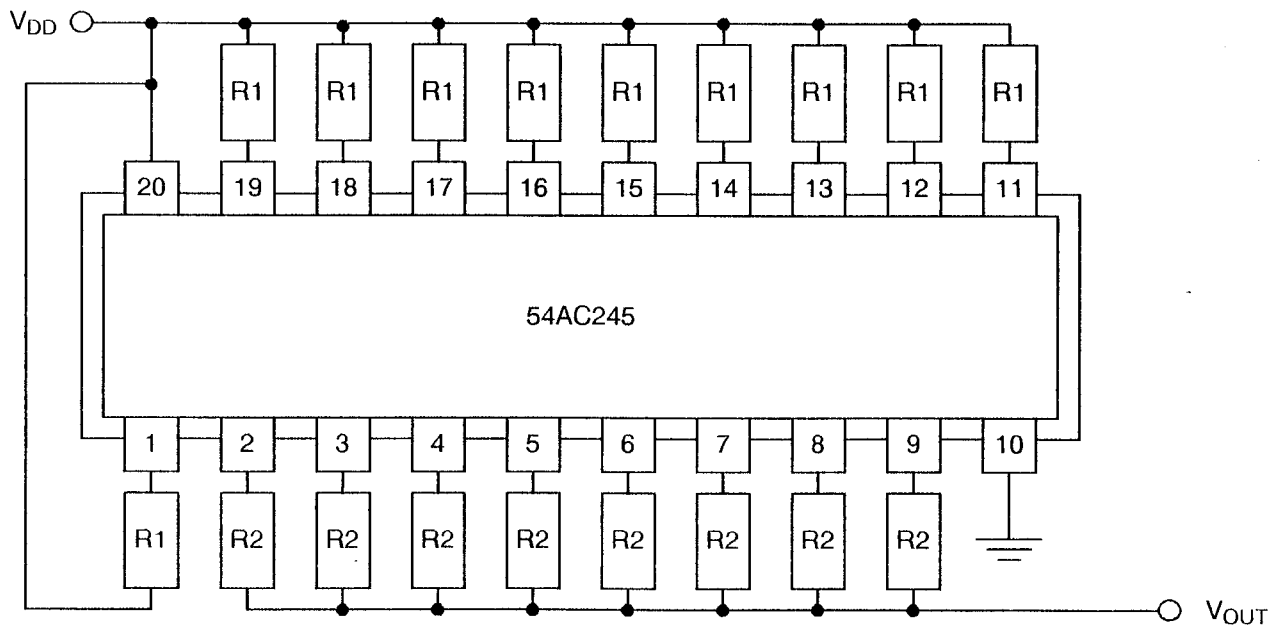 VDD
R1 R1 R1 R1 R1 R1 R1 R1 R1
20 19 18 17 16 15 14 13 12 11
54AC245
1 2 3 4 5 6 7 8 9 10
R1 R2 R2 R2 R2 R2 R2 R2 R2
VOUT